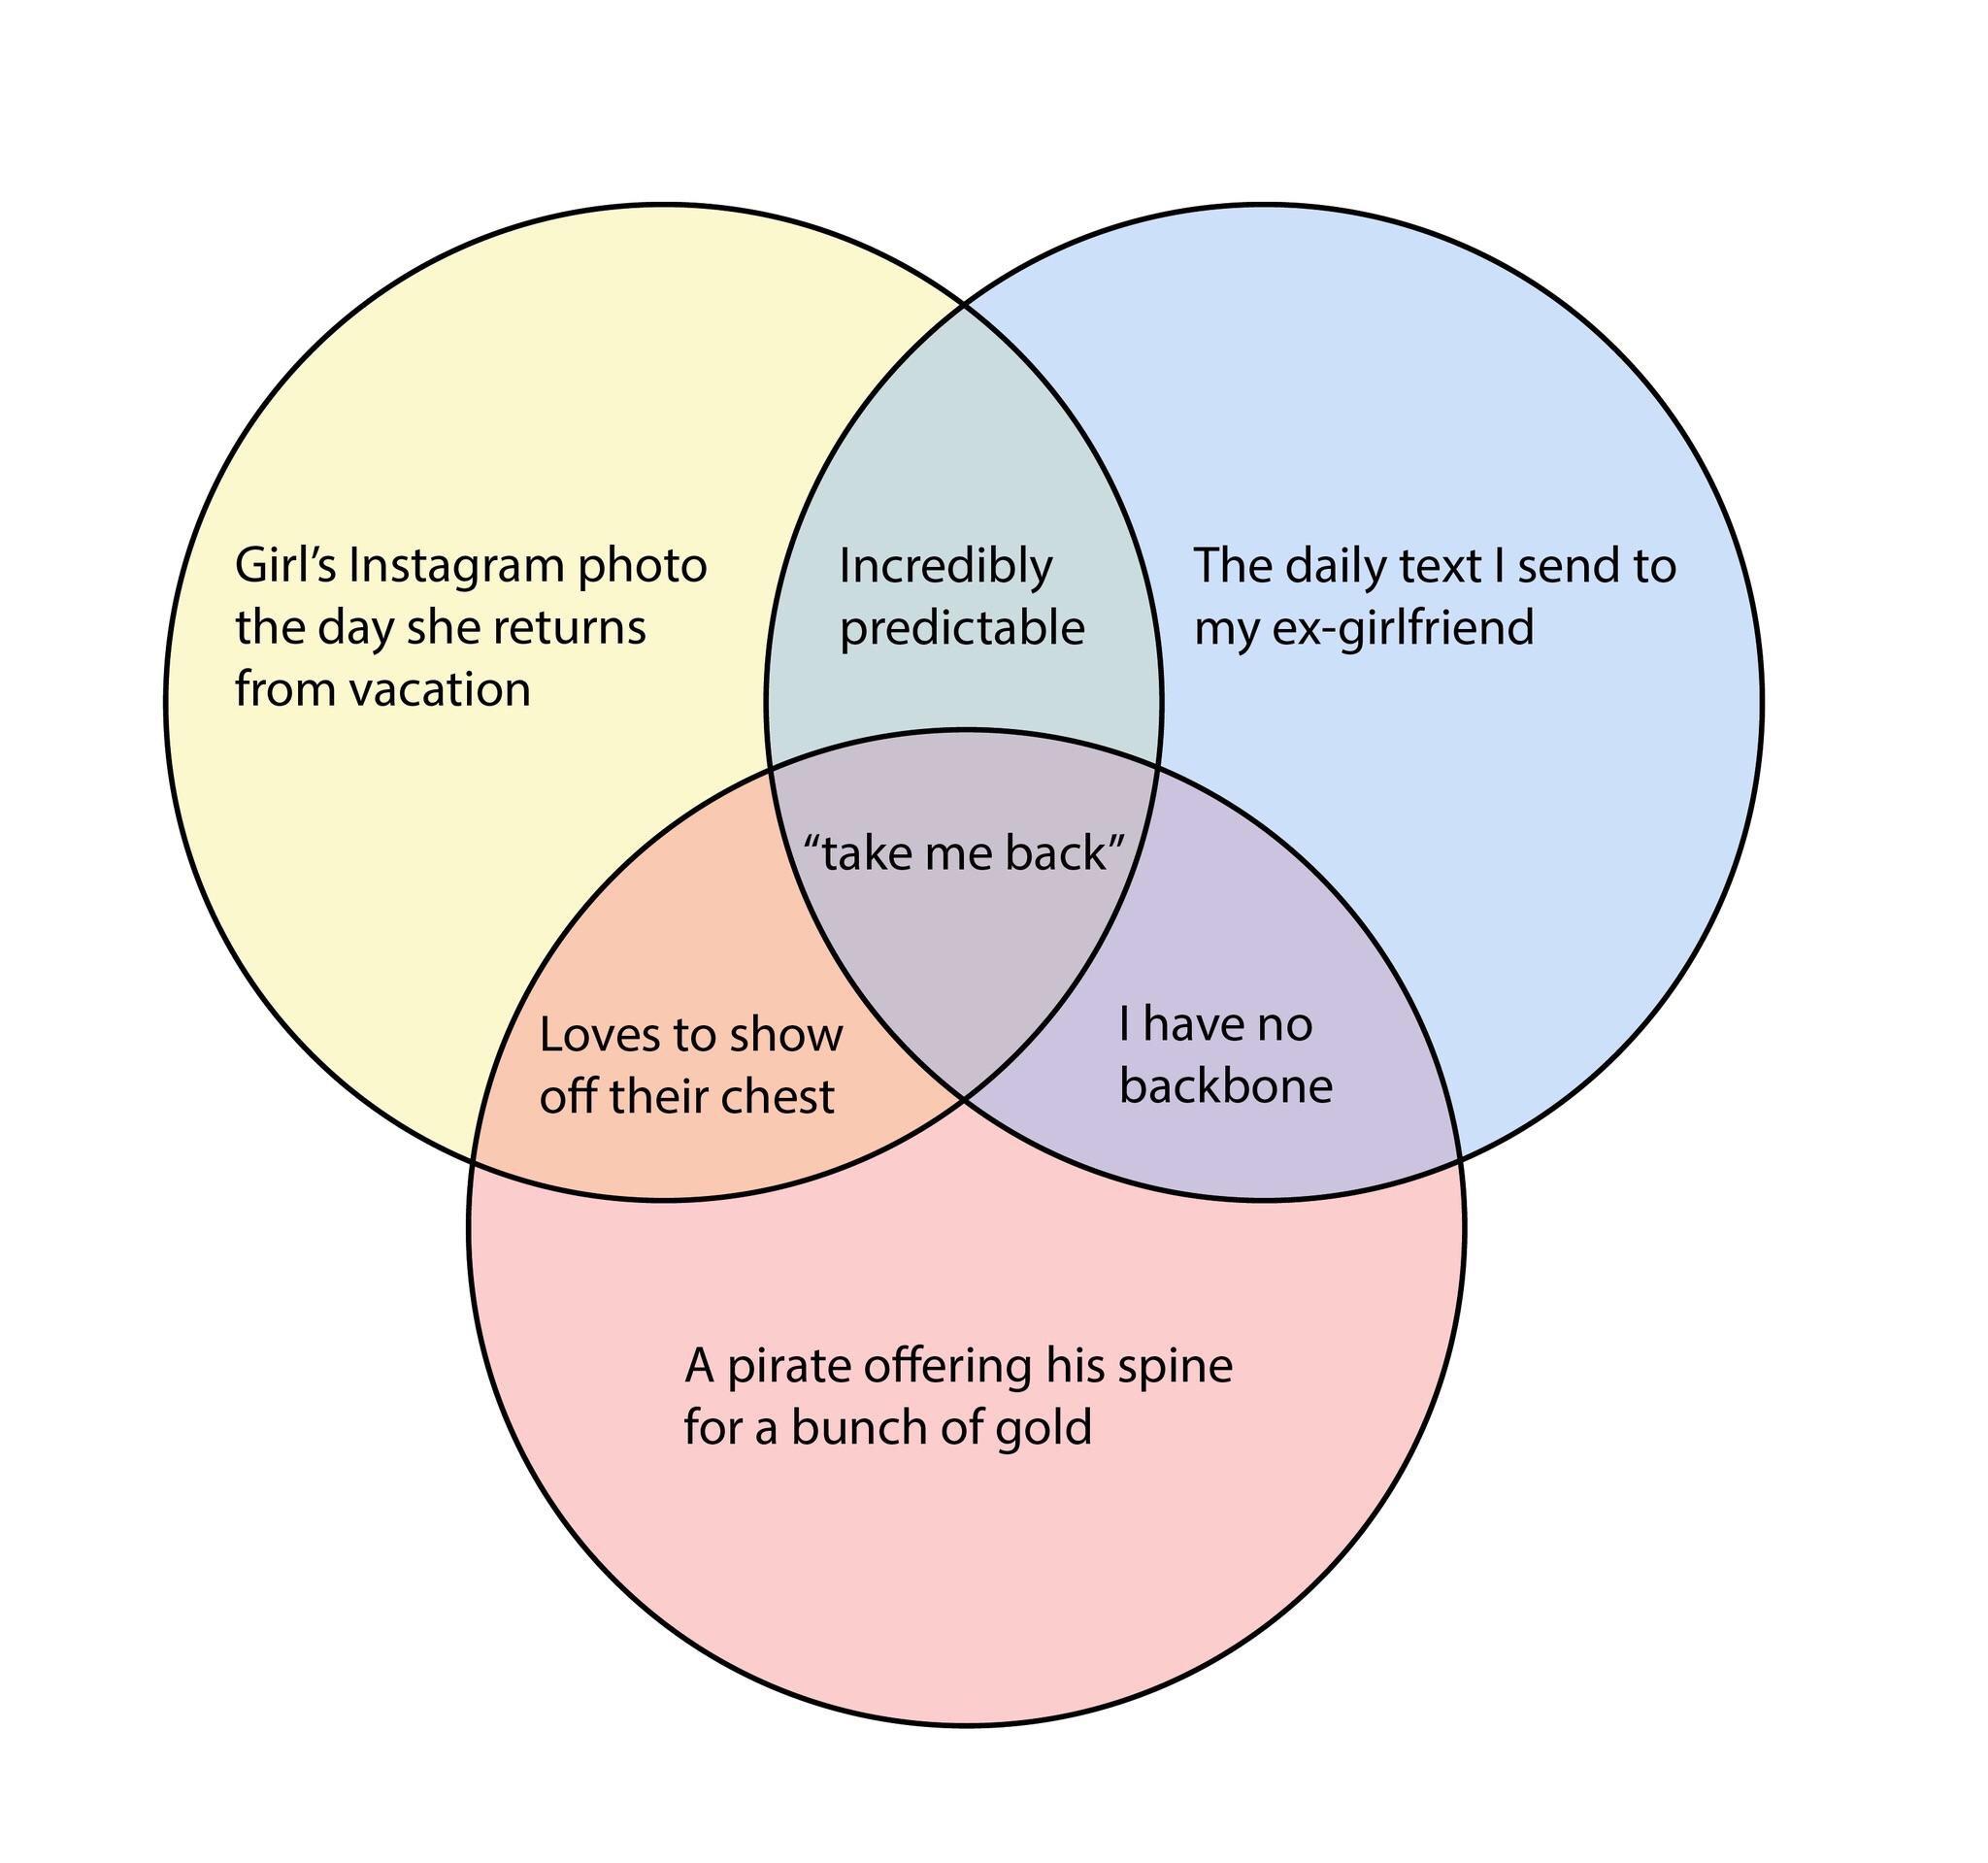 Girl’s Instagram photo
the day she returns
from vacation
Incredibly
predictable
The daily text I send to
my ex-girlfriend
“take me back”
Loves to show
off their chest
I have no
backbone
A pirate offering his spine
for a bunch of gold